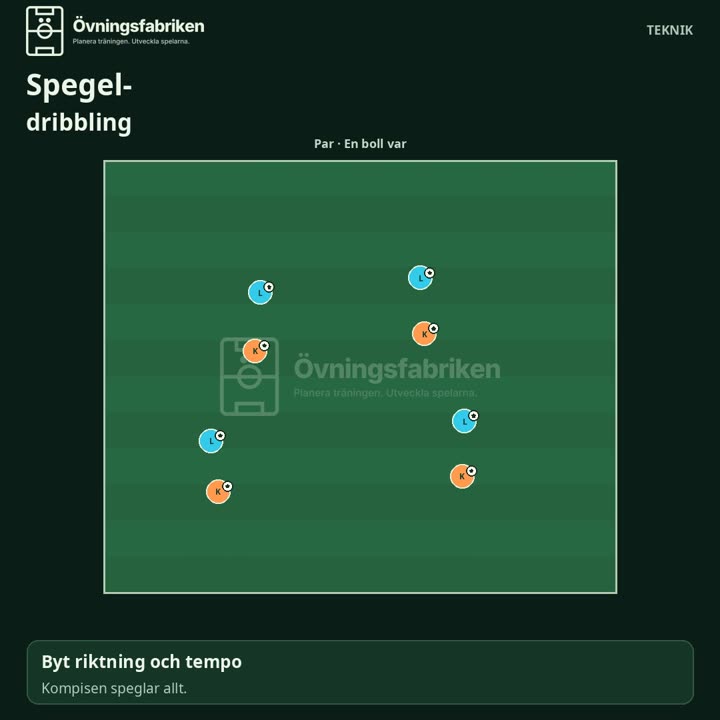 Övningsfabriken
Planera träningen. Utveckla spelarna.
TEKNIK
Spegel-
dribbling
Par · En boll var
L
L
K
K
Övningsfabriken
Planera träningen. Utveckla spelarna.
L
L
K
K
Byt riktning och tempo
Kompisen speglar allt.